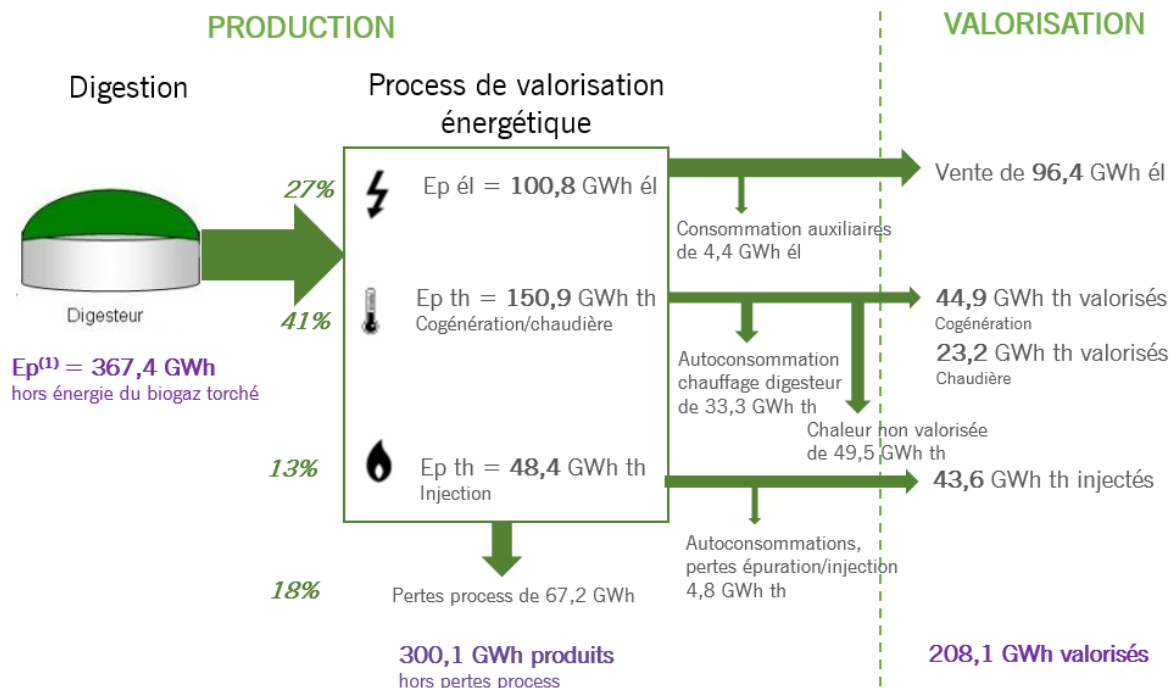 PRODUCTION
VALORISATION
Digestion
Process de valorisation
énergétique
27%
Ep él = 100,8 GWh él
Vente de 96,4 GWh él
Consommation auxiliaires
de 4,4 GWh él
Digesteur
41%
Ep th = 150,9 GWh th
Cogénération/chaudière
44,9 GWh th valorisés
Cogénération
23,2 GWh th valorisés
Chaudière
Ep(1) = 367,4 GWh
hors énergie du biogaz torché
Autoconsommation
chauffage digesteur
de 33,3 GWh th
Chaleur non valorisée
de 49,5 GWh th
13%
Ep th = 48,4 GWh th
Injection
43,6 GWh th injectés
Autoconsommations,
pertes épuration/injection
4,8 GWh th
18%
Pertes process de 67,2 GWh
300,1 GWh produits
hors pertes process
208,1 GWh valorisés